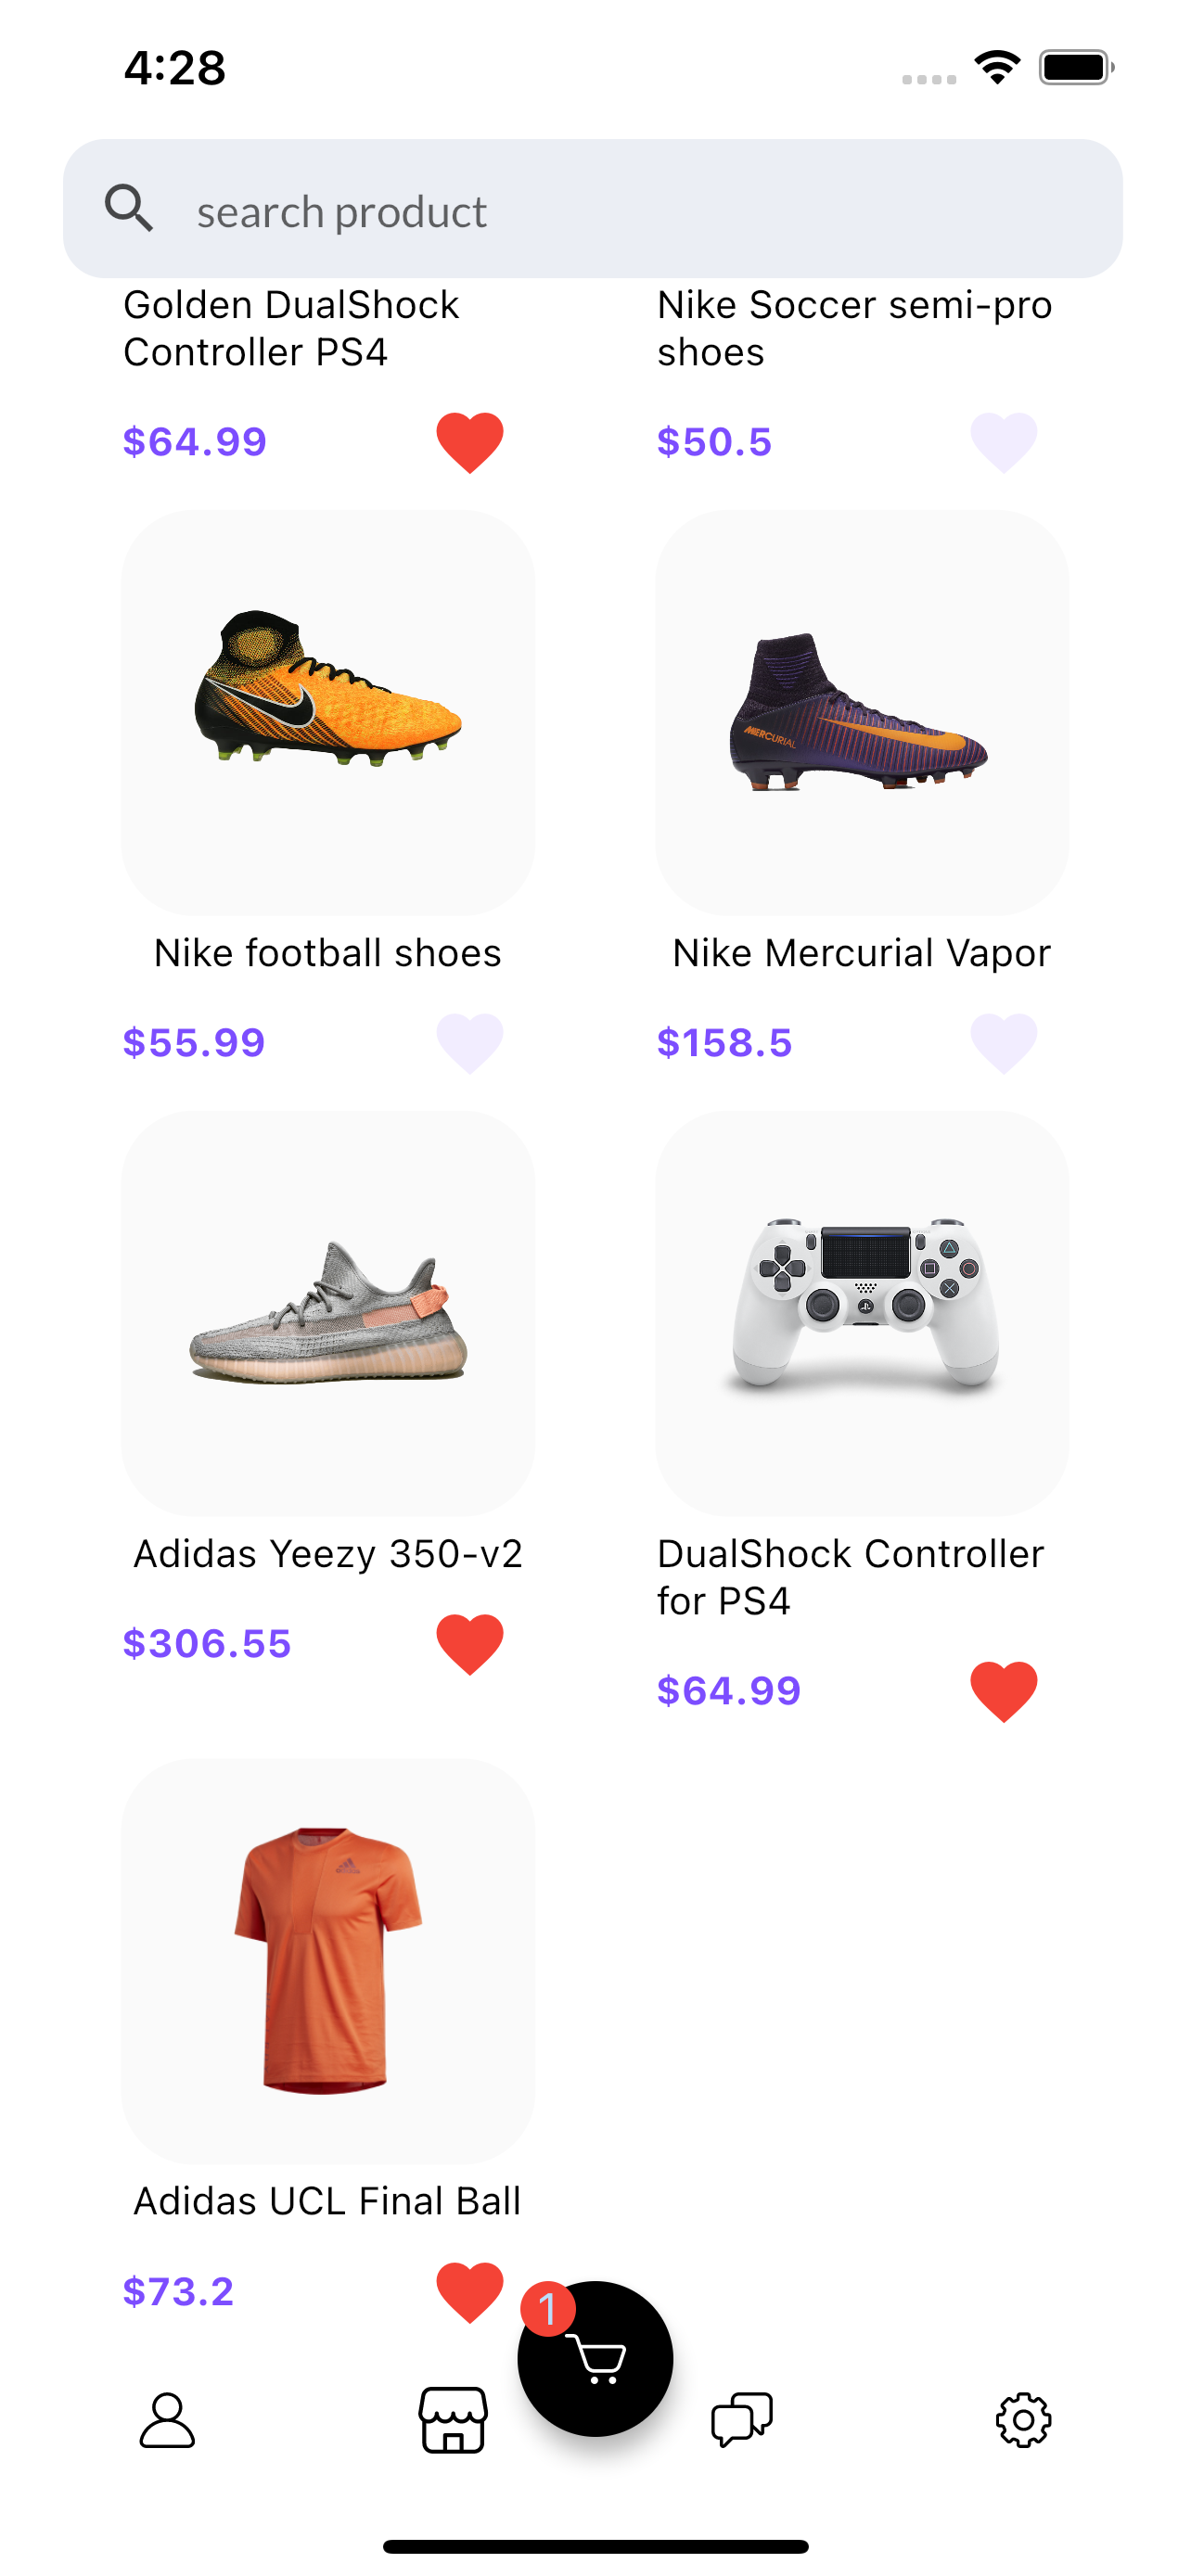 4:28
search product
Golden DualShock
Controller PS4
$64.99
Nike Soccer semi-pro
shoes
$50.5
MERCURIAL
Nike football shoes
$55.99
Nike Mercurial Vapor
$158.5
Adidas Yeezy 350-v2
$306.55
DualShock Controller
for PS4
$64.99
Adidas UCL Final Ball
$73.2
1